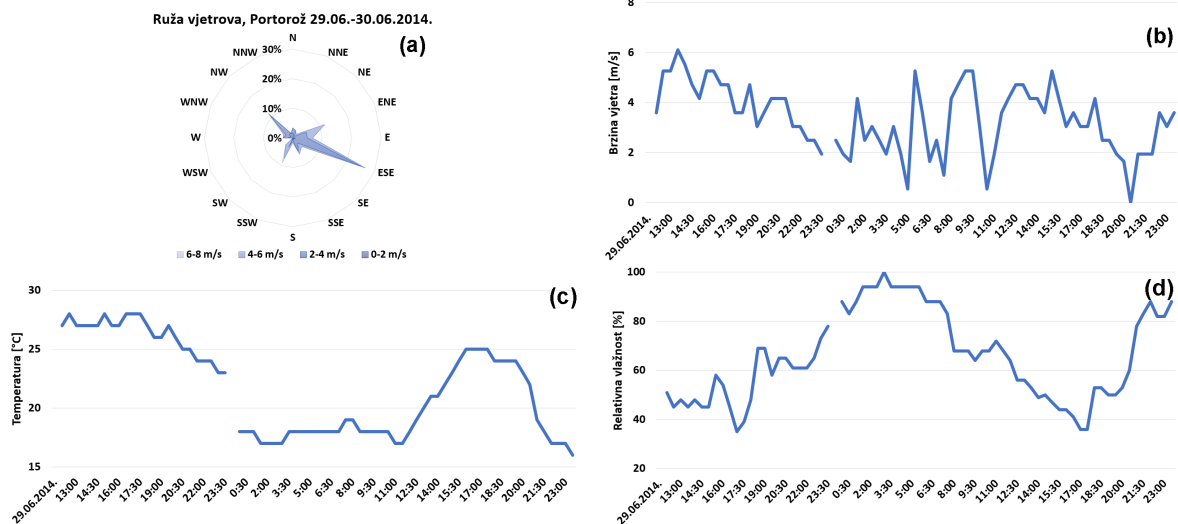 Ruža vjetrova, Portorož 29.06.-30.06.2014.
(a)
N
NNE
NE
ENE
E
ESE
SE
SSE
S
SSW
SW
WSW
W
WNW
NW
NNW
30%
20%
10%
0%
6-8 m/s 4-6 m/s 2-4 m/s 0-2 m/s
(b)
Brzina vjetra [m/s]
8
6
4
2
0
29.06.2014. 13:00 14:30 16:00 17:30 19:00 20:30 22:00 23:30 0:30 2:00 3:30 5:00 6:30 8:00 9:30 11:00 12:30 14:00 15:30 17:00 18:30 20:00 21:30 23:00
(c)
Temperatura [°C]
30
25
20
15
29.06.2014. 13:00 14:30 16:00 17:30 19:00 20:30 22:00 23:30 0:30 2:00 3:30 5:00 6:30 8:00 9:30 11:00 12:30 14:00 15:30 17:00 18:30 20:00 21:30 23:00
(d)
Relativna vlažnost [%]
100
80
60
40
20
29.06.2014. 13:00 14:30 16:00 17:30 19:00 20:30 22:00 23:30 0:30 2:00 3:30 5:00 6:30 8:00 9:30 11:00 12:30 14:00 15:30 17:00 18:30 20:00 21:30 23:00